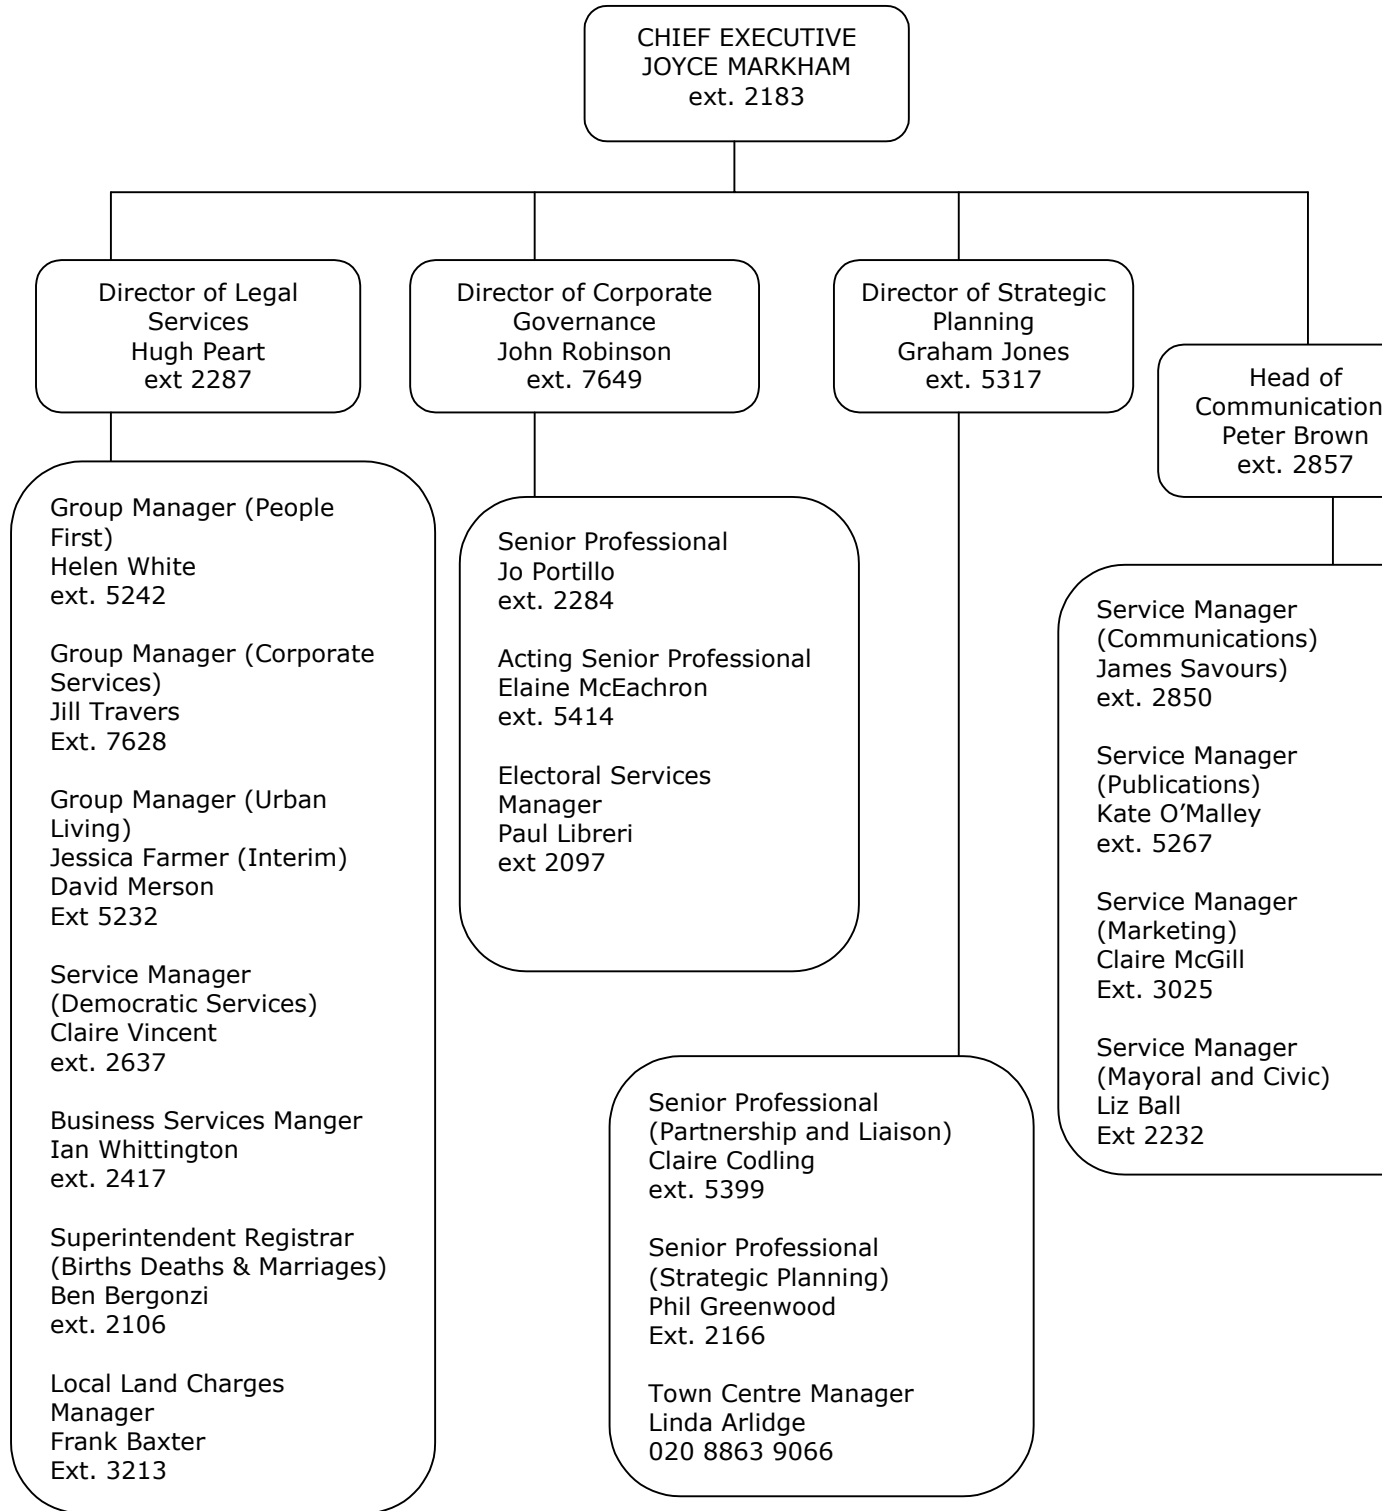 CHIEF EXECUTIVE
JOYCE MARKHAM
ext. 2183
Director of Legal
Services
Hugh Peart
ext 2287
Director of Corporate
Governance
John Robinson
ext. 7649
Director of Strategic
Planning
Graham Jones
ext. 5317
Head of
Communication
Peter Brown
ext. 2857
Group Manager (People
First)
Helen White
ext. 5242
Group Manager (Corporate
Services)
Jill Travers
Ext. 7628
Group Manager (Urban
Living)
Jessica Farmer (Interim)
David Merson
Ext 5232
Service Manager
(Democratic Services)
Claire Vincent
ext. 2637
Business Services Manger
Ian Whittington
ext. 2417
Superintendent Registrar
(Births Deaths & Marriages)
Ben Bergonzi
ext. 2106
Local Land Charges
Manager
Frank Baxter
Ext. 3213
Senior Professional
Jo Portillo
ext. 2284
Acting Senior Professional
Elaine McEachron
ext. 5414
Electoral Services
Manager
Paul Libreri
ext 2097
Senior Professional
(Partnership and Liaison)
Claire Codling
ext. 5399
Senior Professional
(Strategic Planning)
Phil Greenwood
Ext. 2166
Town Centre Manager
Linda Arlidge
020 8863 9066
Service Manager
(Communications)
James Savours)
ext. 2850
Service Manager
(Publications)
Kate O’Malley
ext. 5267
Service Manager
(Marketing)
Claire McGill
Ext. 3025
Service Manager
(Mayoral and Civic)
Liz Ball
Ext 2232